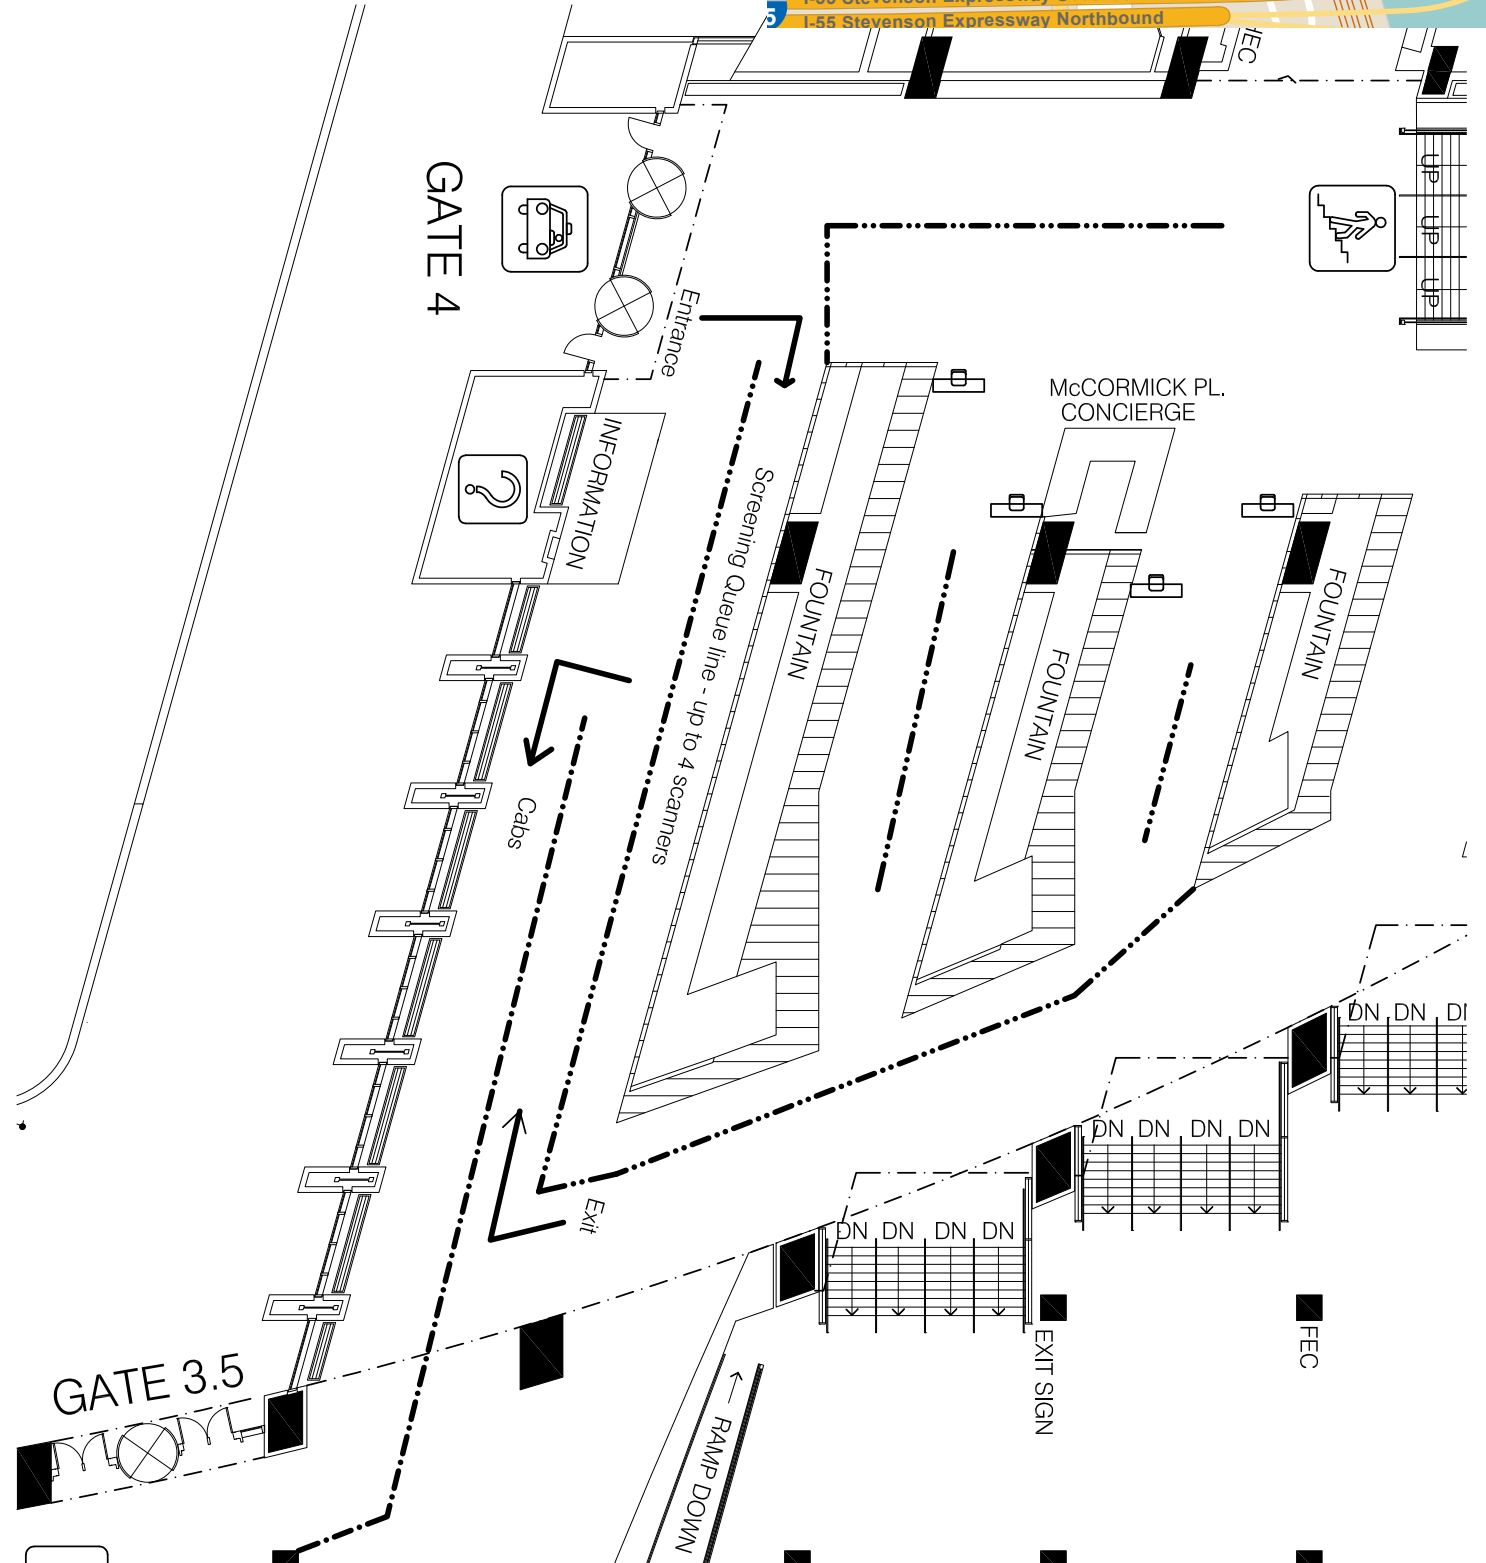 5
I-55 Stevenson Expressway Northbound
GATE 4
Entrance
UP
UP
UP
McCORMICK PL.
CONCIERGE
INFORMATION
Screening Queue line - up to 4 scanners
FOUNTAIN
FOUNTAIN
FOUNTAIN
Cabs
Exit
DN DN
DN DN DN DN
DN DN DN DN
GATE 3.5
EXIT SIGN
FEC
RAMP DOWN